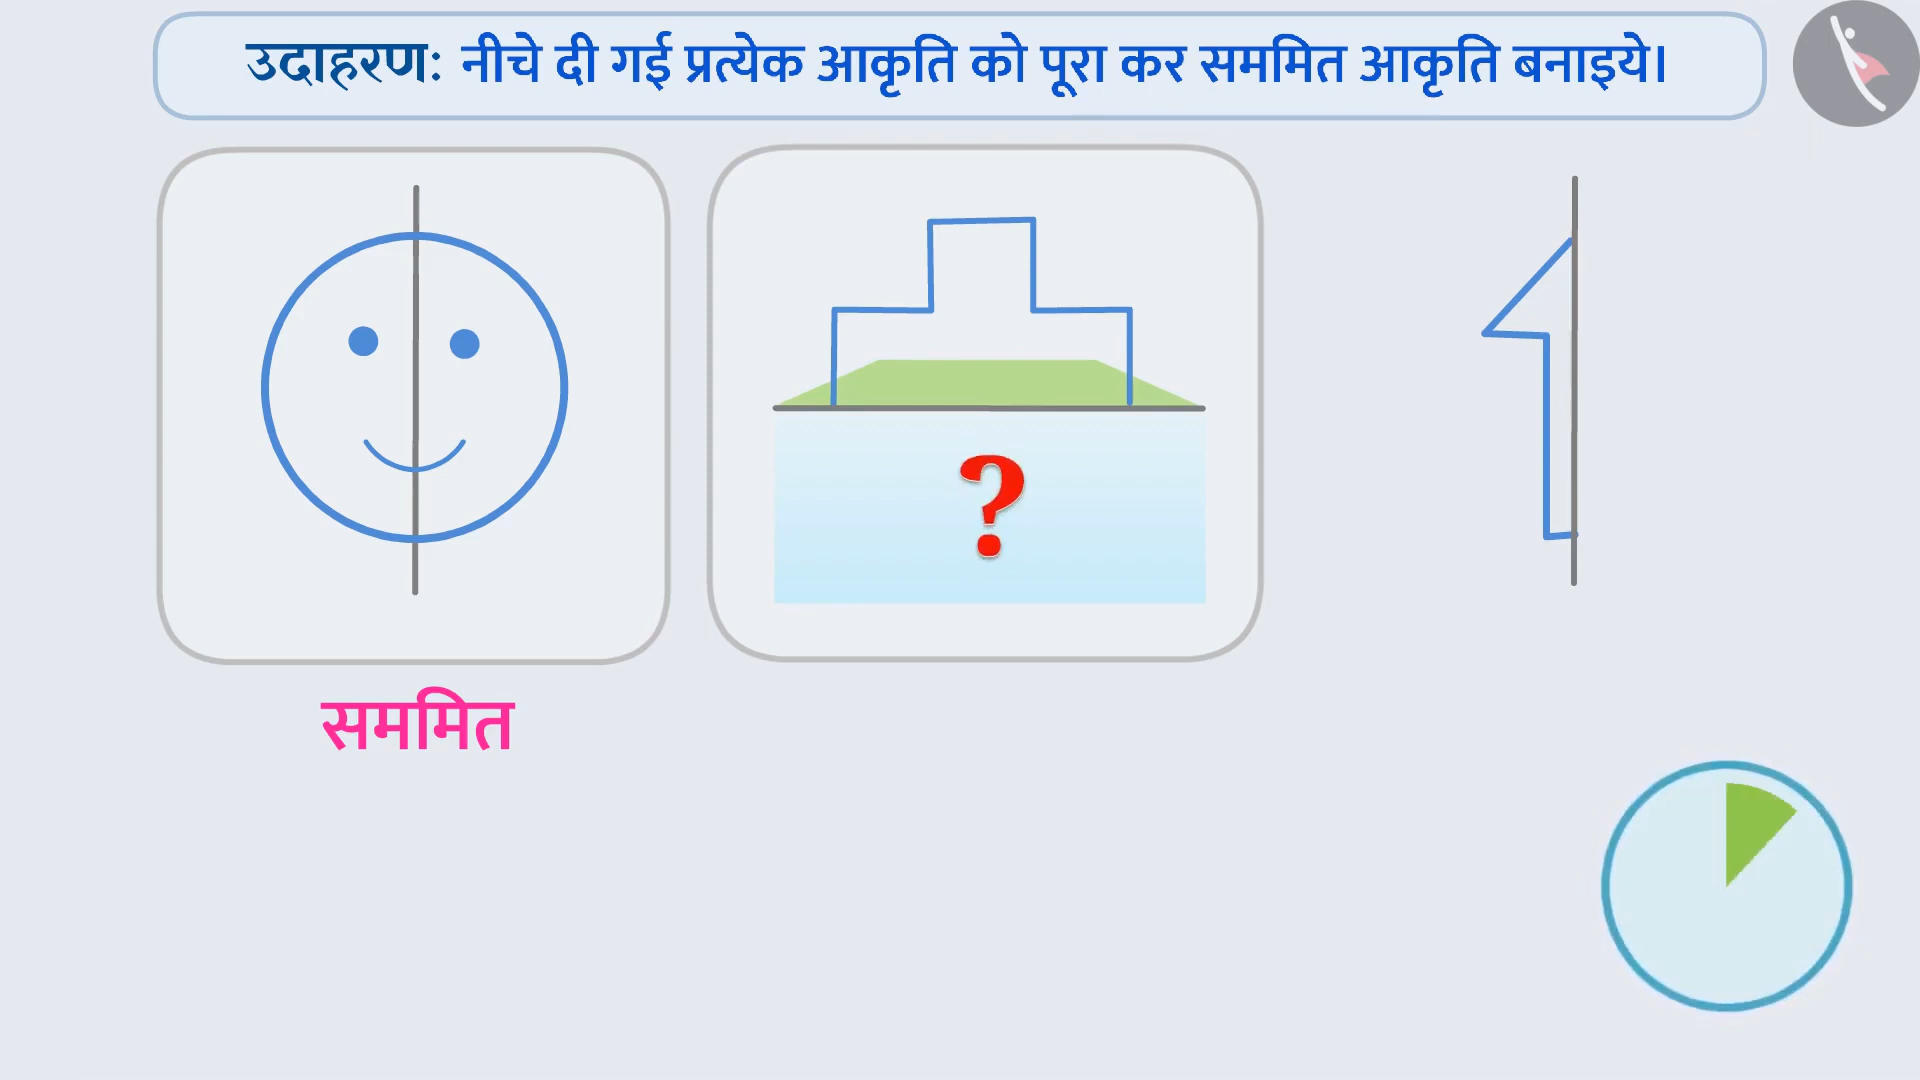 उदाहरण: नीचे दी गई प्रत्येक आकृति को पूरा कर सममित आकृति बनाइये।
?
सममित